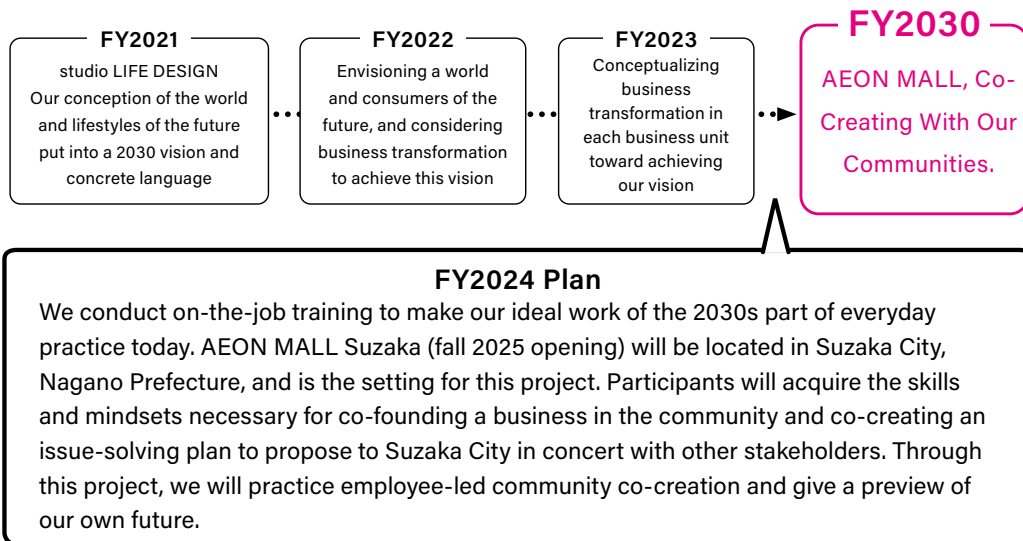 FY2021
studio LIFE DESIGN
Our conception of the world
and lifestyles of the future
put into a 2030 vision and
concrete language
FY2022
Envisioning a world
and consumers of the
future, and considering
business transformation
to achieve this vision
FY2023
Conceptualizing
business
transformation in
each business unit
toward achieving
our vision
FY2030
AEON MALL, Co-
Creating With Our
Communities.
FY2024 Plan
We conduct on-the-job training to make our ideal work of the 2030s part of everyday
practice today. AEON MALL Suzaka (fall 2025 opening) will be located in Suzaka City,
Nagano Prefecture, and is the setting for this project. Participants will acquire the skills
and mindsets necessary for co-founding a business in the community and co-creating an
issue-solving plan to propose to Suzaka City in concert with other stakeholders. Through
this project, we will practice employee-led community co-creation and give a preview of
our own future.